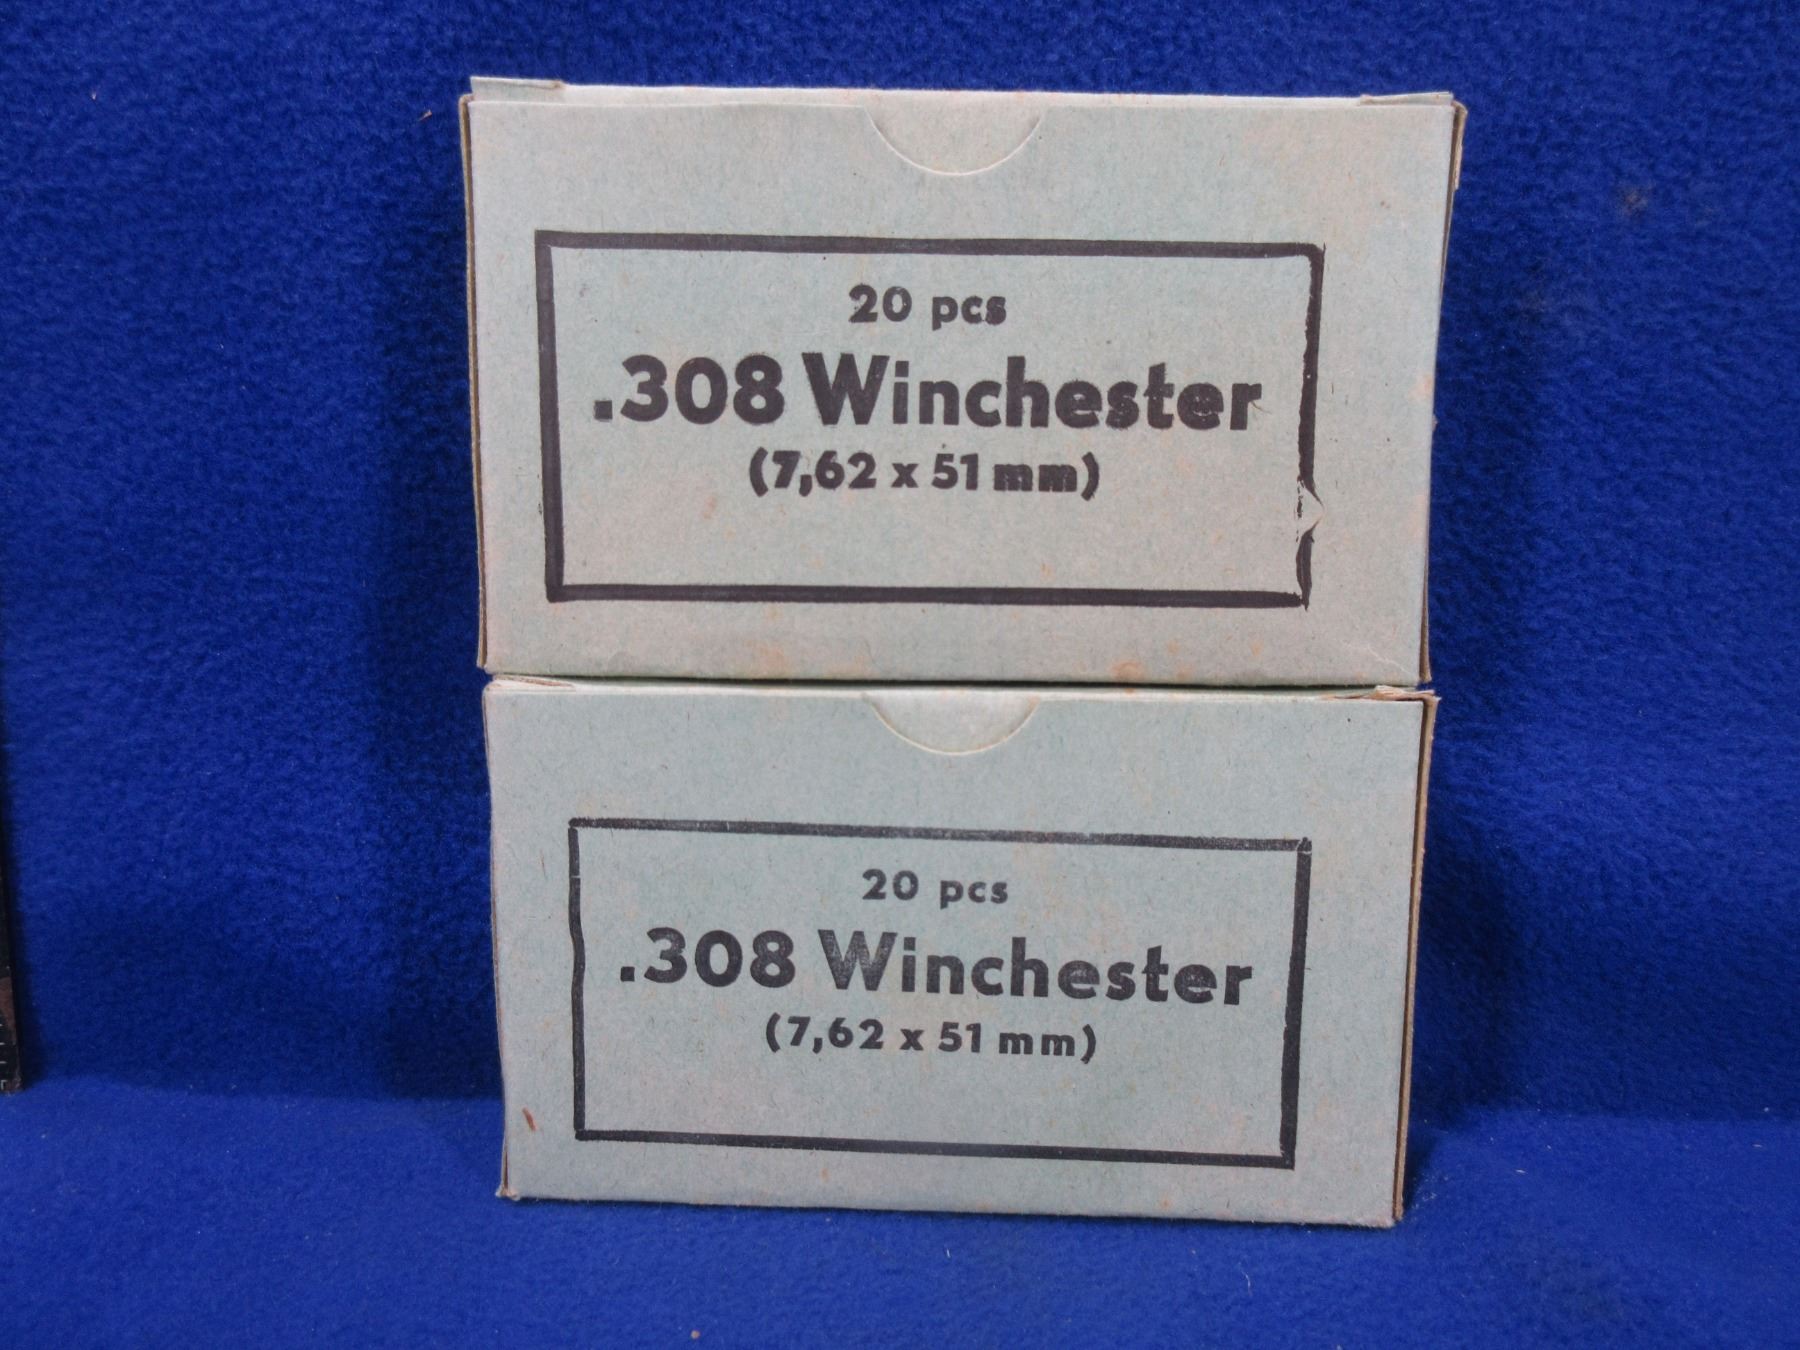 20 pcs
.308 Winchester
(7,62 x 51 mm)
20 pcs
.308 Winchester
(7,62 x 51 mm)